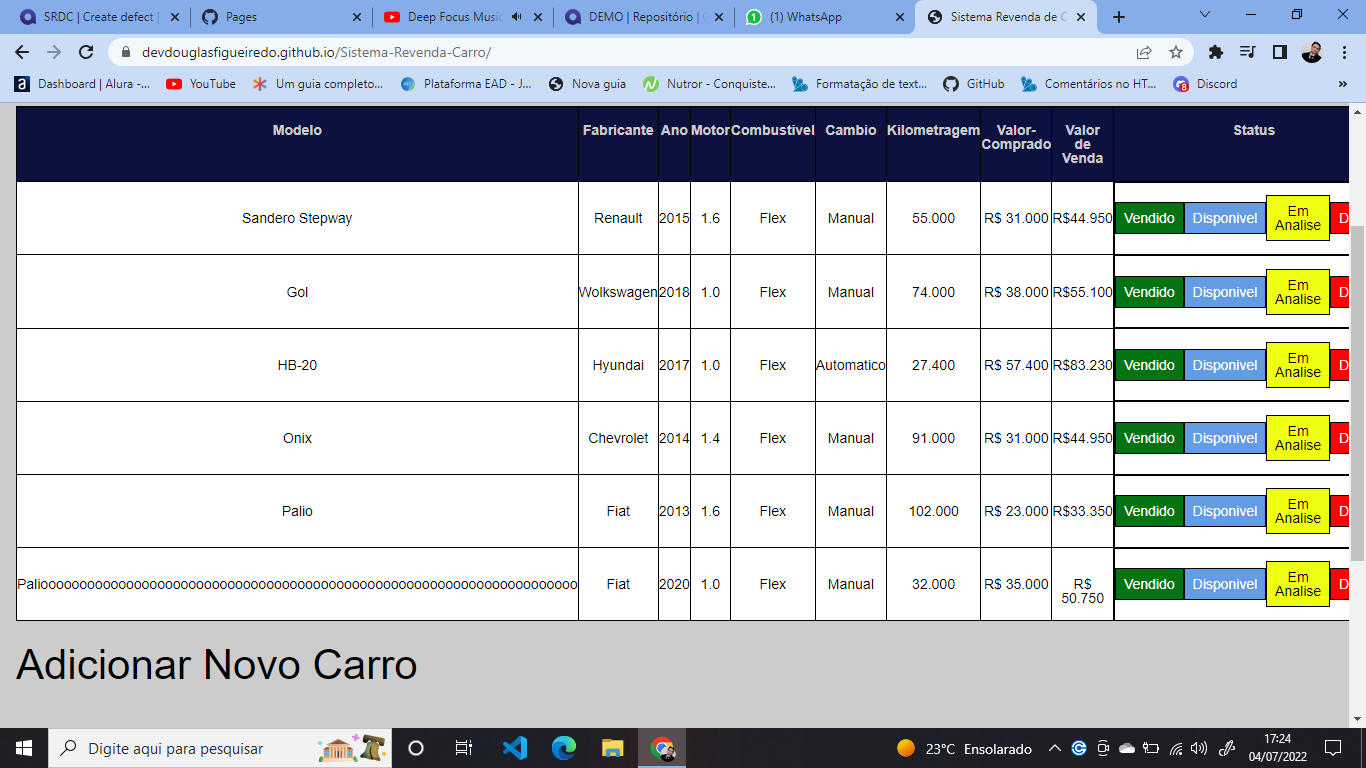 SRDC | Create defect |
Pages
Deep Focus Music
DEMO | Repositório |
(1) WhatsApp
Sistema Revenda de C
devdouglasfigueiredo.github.io/Sistema-Revenda-Carro/
Dashboard | Alura -...
YouTube
Um guia completo...
Plataforma EAD - J...
Nova guia
Nutror - Conquiste...
Formatação de text...
GitHub
Comentários no HT...
Discord
»
Modelo Fabricante Ano Motor Combustivel Cambio Kilometragem Valor-Comprado Valor de Venda Status
Sandero Stepway Renault 2015 1.6 Flex Manual 55.000 R$ 31.000 R$44.950 Vendido Disponivel Em Analise D
Gol Wolkswagen 2018 1.0 Flex Manual 74.000 R$ 38.000 R$55.100 Vendido Disponivel Em Analise D
HB-20 Hyundai 2017 1.0 Flex Automatico 27.400 R$ 57.400 R$83.230 Vendido Disponivel Em Analise D
Onix Chevrolet 2014 1.4 Flex Manual 91.000 R$ 31.000 R$44.950 Vendido Disponivel Em Analise D
Palio Fiat 2013 1.6 Flex Manual 102.000 R$ 23.000 R$33.350 Vendido Disponivel Em Analise D
Paliooooooooooooooooooooooooooooooooooooooooooooooooooooooooooooooooooooo Fiat 2020 1.0 Flex Manual 32.000 R$ 35.000 R$ 50.750 Vendido Disponivel Em Analise D
Adicionar Novo Carro
Digite aqui para pesquisar
23°C Ensolarado
17:24
04/07/2022